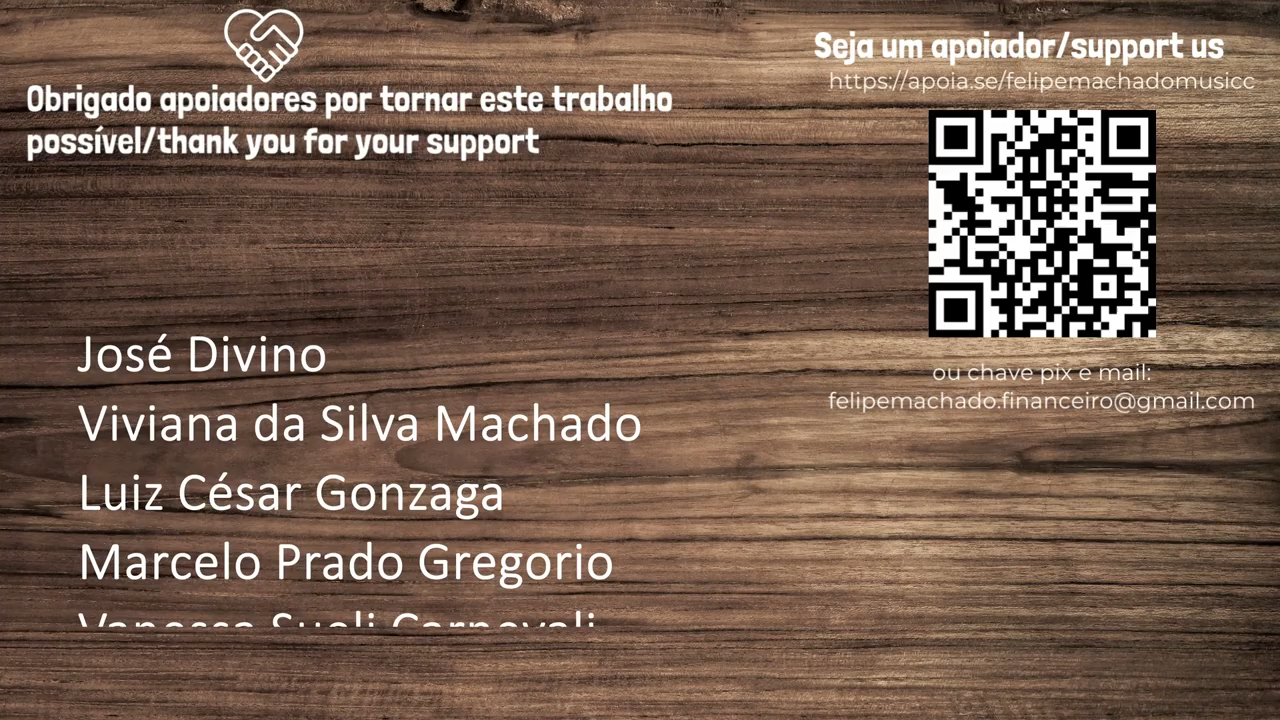 Obrigado apoiadores por tornar este trabalho
possível/thank you for your support
José Divino
Viviana da Silva Machado
Luiz César Gonzaga
Marcelo Prado Gregorio
Seja um apoiador/support us
https://apoia.se/felipemachadomusicc
ou chave pix e mail:
felipemachado.financeiro@gmail.com